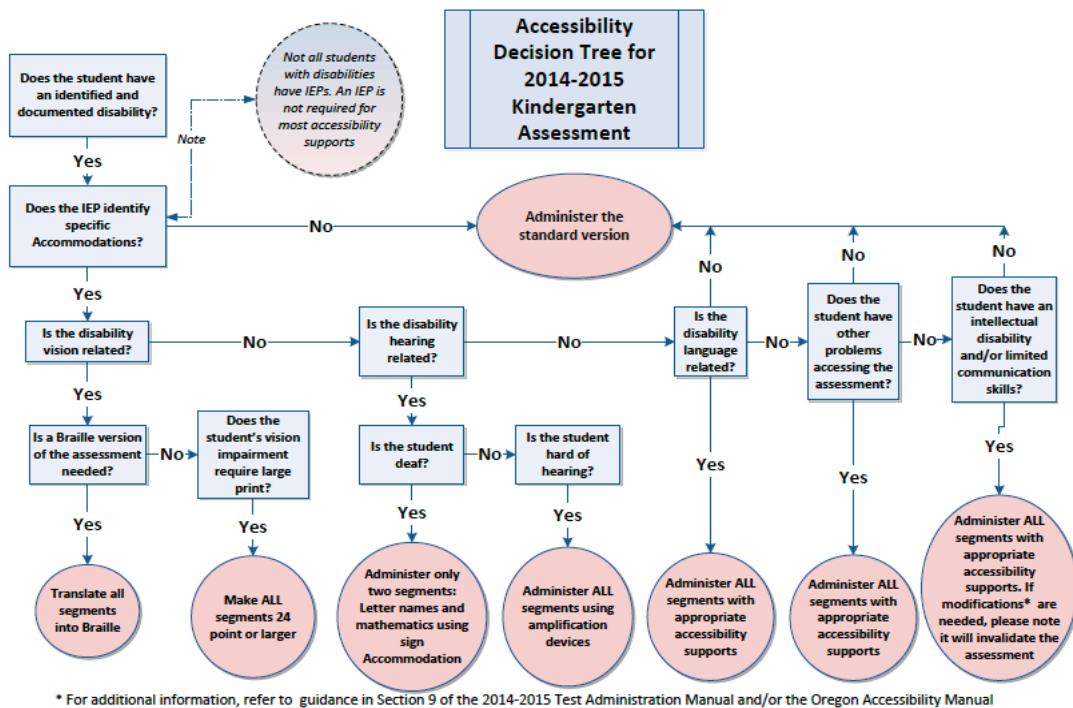 Accessibility
Decision Tree for
2014-2015
Kindergarten
Assessment
Does the student have
an identified and
documented disability?
Not all students
with disabilities
have IEPs. An IEP is
not required for
most accessibility
supports
Note
Yes
Does the IEP identify
specific
Accommodations?
No
Administer the
standard version
No
No
No
Yes
Is the disability
vision related?
No
Is the disability
hearing
related?
No
Is the
disability
language
related?
No
Does the
student have
other
problems
accessing the
assessment?
No
Does the
student have an
intellectual
disability
and/or limited
communication
skills?
Yes
Yes
Yes
Yes
Yes
Is a Braille version
of the assessment
needed?
No
Does the
student’s vision
impairment
require large
print?
Is the student
deaf?
No
Is the student
hard of
hearing?
Yes
Yes
Yes
Yes
Translate all
segments
into Braille
Make ALL
segments 24
point or larger
Administer only
two segments:
Letter names and
mathematics using
sign
Accommodation
Administer ALL
segments using
amplification
devices
Administer ALL
segments with
appropriate
accessibility
supports
Administer ALL
segments with
appropriate
accessibility
supports
Administer ALL
segments with
appropriate
accessibility
supports. If
modifications* are
needed, please note
it will invalidate the
assessment
* For additional information, refer to guidance in Section 9 of the 2014-2015 Test Administration Manual and/or the Oregon Accessibility Manual